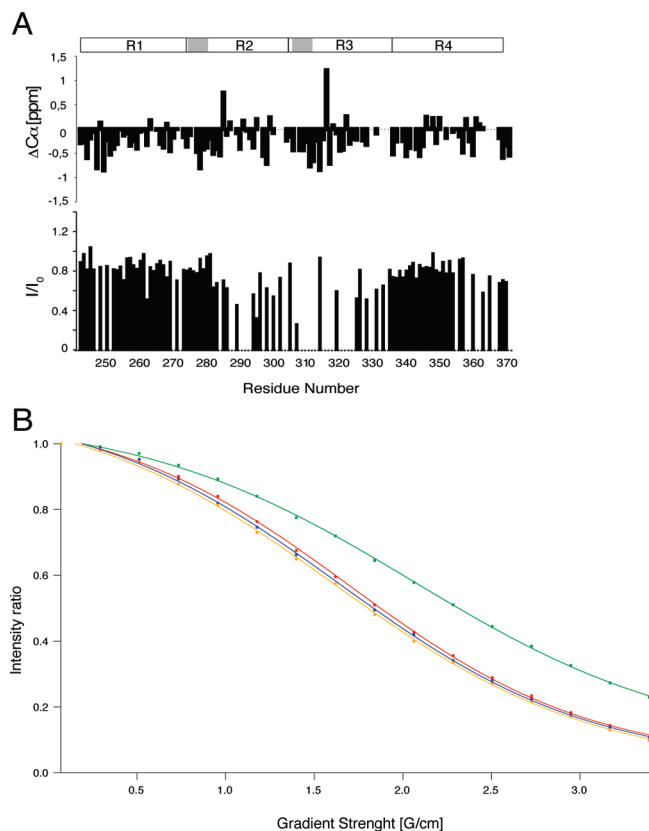 A
R1 R2 R3 R4
1,5
1
0,5
0
-0,5
-1
-1,5
ΔCα[ppm]
1.2
0.8
0.4
0
I/I0
250 260 270 280 290 300 310 320 330 340 350 360 370
Residue Number
B
1.0
0.8
0.6
0.4
0.2
0.0
Intensity ratio
0.5 1.0 1.5 2.0 2.5 3.0
Gradient Strenght [G/cm]